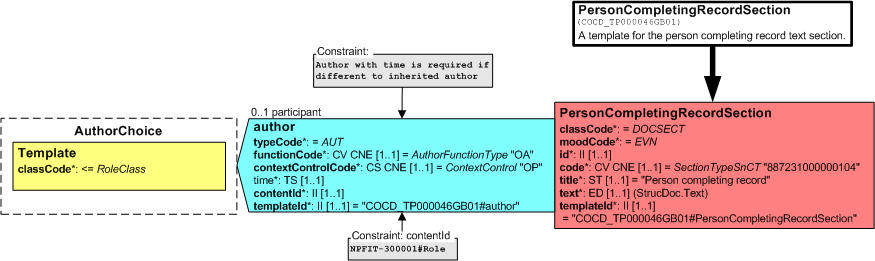 PersonCompletingRecordSection
(COCD_TP000046GB01)
A template for the person completing record text section.
Constraint:
Author with time is required if
different to inherited author
0..1 participant
AuthorChoice
Template
classCode*: <= RoleClass
author
typeCode*: = AUT
functionCode*: CV CNE [1..1] = AuthorFunctionType "OA"
contextControlCode*: CS CNE [1..1] = ContextControl "OP"
time*: TS [1..1]
contentId*: II [1..1]
templateId*: II [1..1] = "COCD_TP000046GB01#author"
PersonCompletingRecordSection
classCode*: = DOCSECT
moodCode*: = EVN
id*: II [1..1]
code*: CV CNE [1..1] = SectionTypeSnCT "887231000000104"
title*: ST [1..1] = "Person completing record"
text*: ED [1..1] (StrucDoc.Text)
templateId*: II [1..1]
= "COCD_TP000046GB01#PersonCompletingRecordSection"
Constraint: contentId
NPFIT-300001#Role